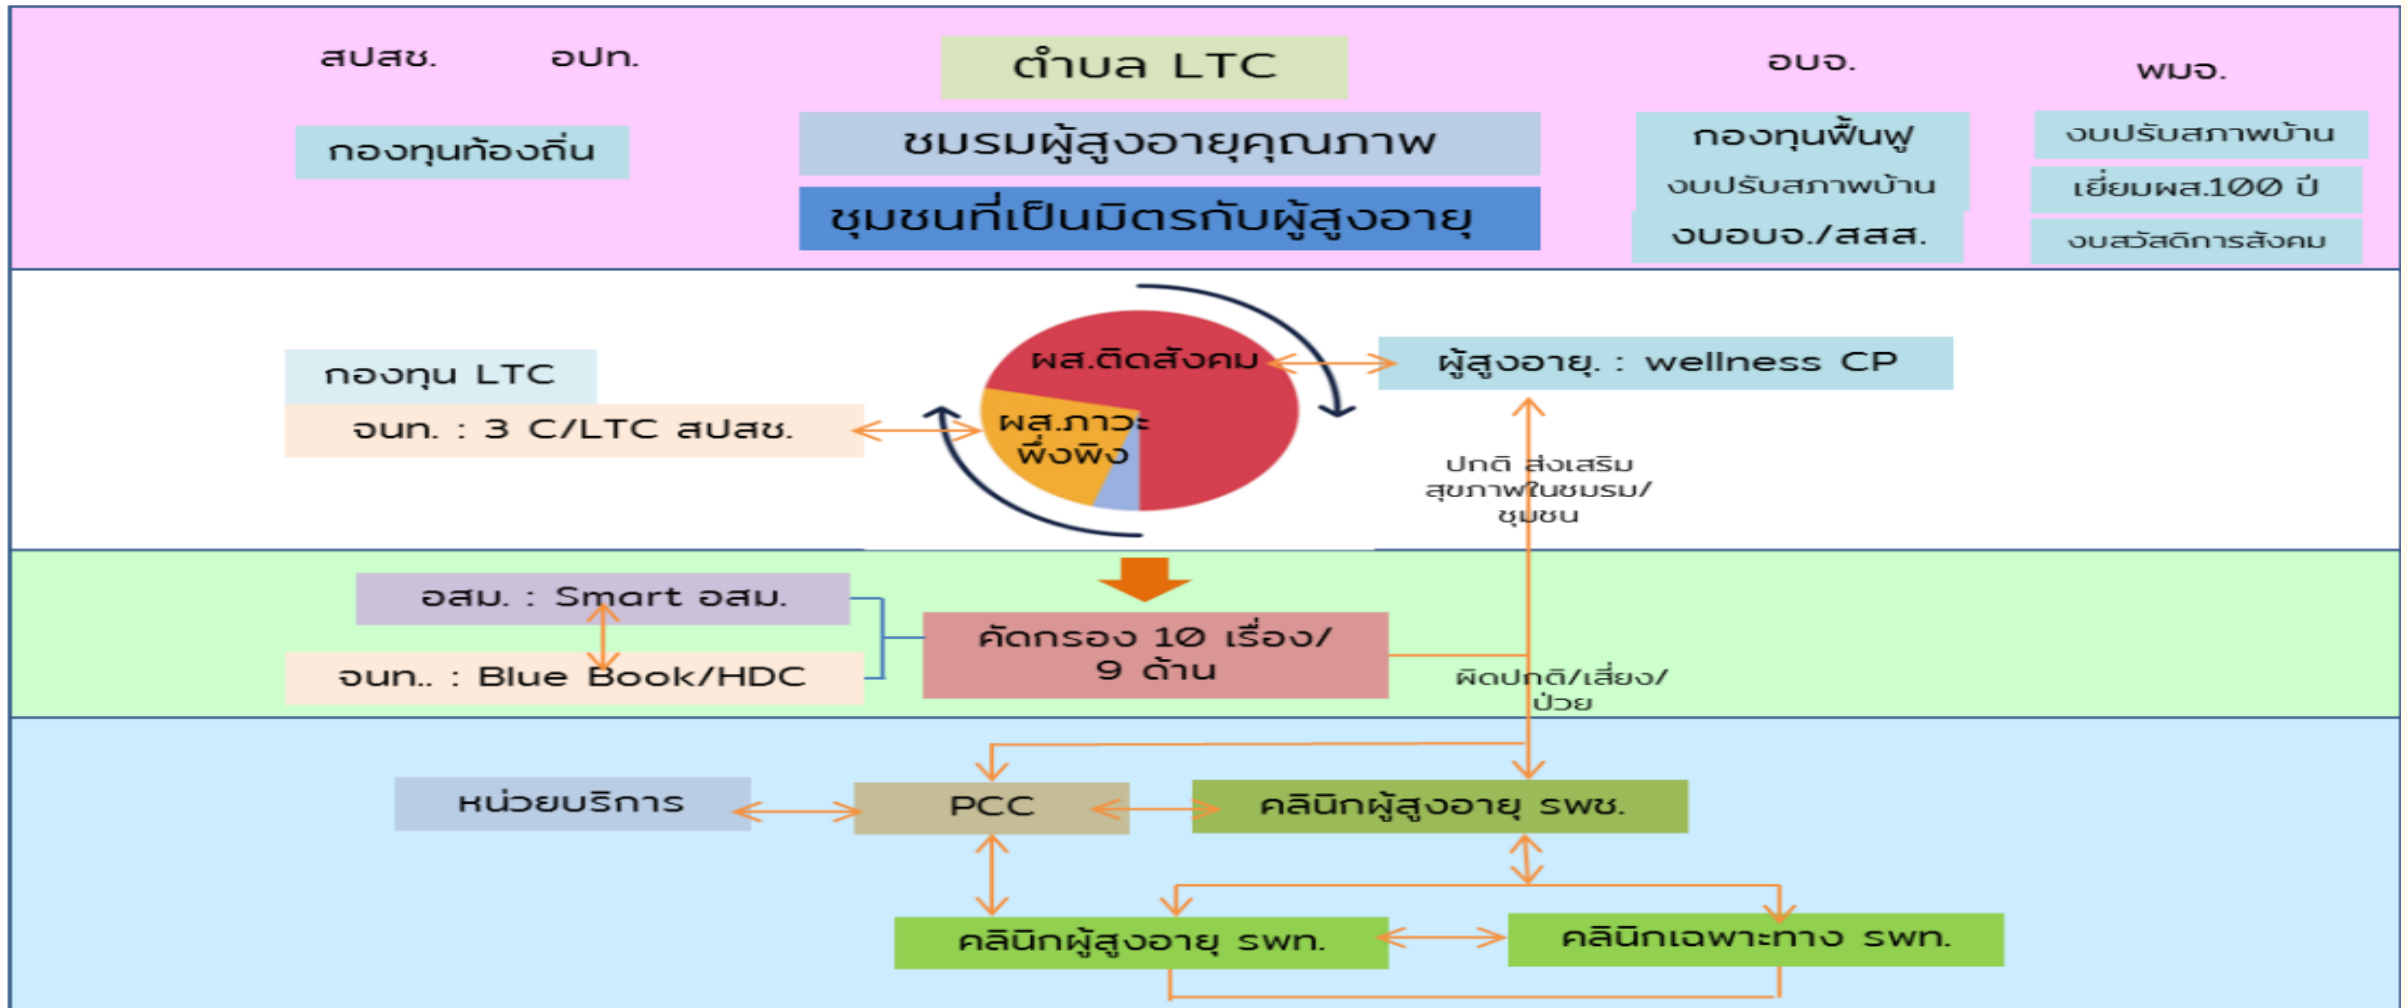 สปสช.
อปท.
ตำบล LTC
อบจ.
พมจ.
กองทุนท้องถิ่น
ชมรมผู้สูงอายุคุณภาพ
ชุมชนที่เป็นมิตรกับผู้สูงอายุ
กองทุนฟื้นฟู
งบปรับสภาพบ้าน
งบอบจ./สสส.
งบปรับสภาพบ้าน
เยี่ยมผส.100 ปี
งบสวัสดิการสังคม
กองทุน LTC
จนท. : 3 C/LTC สปสช.
ผส.ติดสังคม
ผส.ภาวะ
พึ่งพิง
ผู้สูงอายุ. : wellness CP
ปกติ ส่งเสริม
สุขภาพในชมรม/
ชุมชน
อสม. : Smart อสม.
จนท.. : Blue Book/HDC
คัดกรอง 10 เรื่อง/
9 ด้าน
ผิดปกติ/เสี่ยง/
ป่วย
หน่วยบริการ
PCC
คลินิกผู้สูงอายุ รพช.
คลินิกผู้สูงอายุ รพท.
คลินิกเฉพาะทาง รพท.